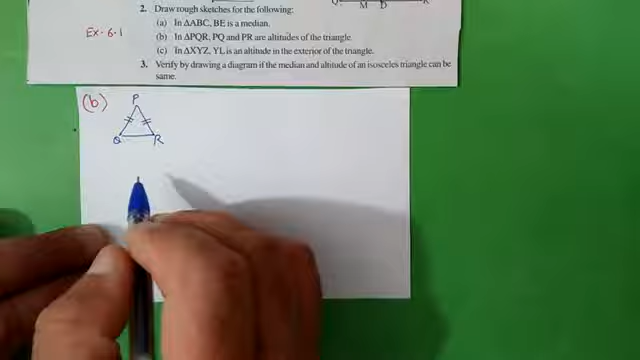 Q M D R
2. Draw rough sketches for the following:
Ex-6.1
(a) In ΔABC, BE is a median.
(b) In ΔPQR, PQ and PR are altitudes of the triangle.
(c) In ΔXYZ, YL is an altitude in the exterior of the triangle.
3. Verify by drawing a diagram if the median and altitude of an isosceles triangle can be
same.
(b)
P
Q R